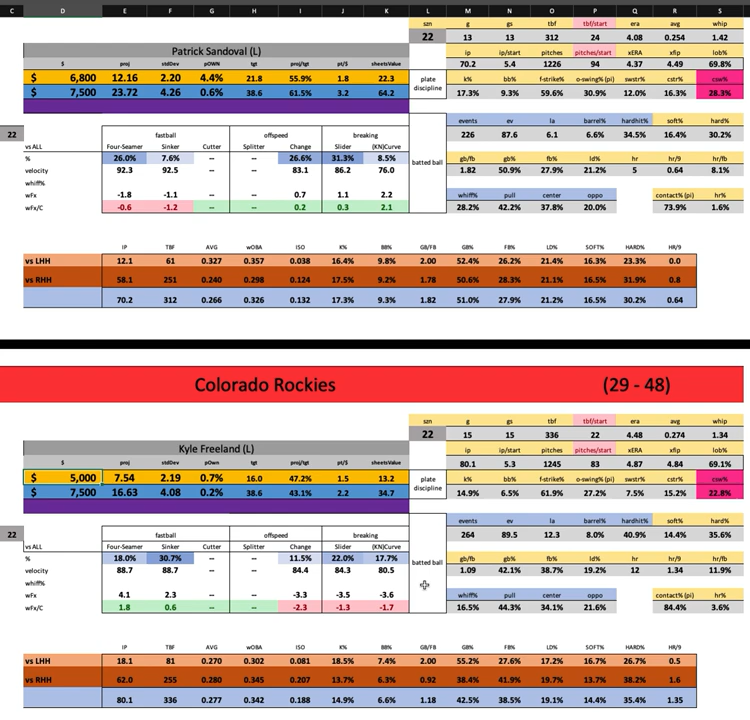 C D E F G H I J K L M N O P Q R S
szn g gs tbf tbf/start era avg whip
22 13 13 312 24 4.08 0.254 1.42
Patrick Sandoval (L) ip ip/start pitches pitches/start xERA xfip lob%
$ proj stdDev pOWN tgt proj/tgt pt/$ sheetsValue 70.2 5.4 1226 94 4.37 4.49 69.8%
$ 6,800 12.16 2.20 4.4% 21.8 55.9% 1.8 22.3 plate discipline k% bb% f-strike% o-swing% (pi) swstr% cstr% csw%
$ 7,500 23.72 4.26 0.6% 38.6 61.5% 3.2 64.2 17.3% 9.3% 59.6% 30.9% 12.0% 16.3% 28.3%
events ev la barrel% hardhit% soft% hard%
22 fastball offspeed breaking 226 87.6 6.1 6.6% 34.5% 16.4% 30.2%
vs ALL Four-Seamer Sinker Cutter Splitter Change Slider (KN)Curve
% 26.0% 7.6% -- -- 26.6% 31.3% 8.5% batted ball gb/fb gb% fb% ld% hr hr/9 hr/fb
velocity 92.3 92.5 83.1 86.2 76.0 1.82 50.9% 27.9% 21.2% 5 0.64 8.1%
whiff%
wFx -1.8 -1.1 0.7 1.1 2.2 whiff% pull center oppo contact% (pi) hr%
wFx/C -0.6 -1.2 -- -- 0.2 0.3 2.1 28.2% 42.2% 37.8% 20.0% 73.9% 1.6%
IP TBF AVG wOBA ISO K% BB% GB/FB GB% FB% LD% SOFT% HARD% HR/9
vs LHH 12.1 61 0.327 0.357 0.038 16.4% 9.8% 2.00 52.4% 26.2% 21.4% 16.3% 23.3% 0.0
vs RHH 58.1 251 0.240 0.298 0.124 17.5% 9.2% 1.78 50.6% 28.3% 21.1% 16.5% 31.9% 0.8
70.2 312 0.266 0.326 0.132 17.3% 9.3% 1.82 51.0% 27.9% 21.2% 16.5% 30.2% 0.64
Colorado Rockies (29 - 48)
szn g gs tbf tbf/start era avg whip
22 15 15 336 22 4.48 0.274 1.34
Kyle Freeland (L) ip ip/start pitches pitches/start xERA xfip lob%
$ proj stdDev pOwn tgt proj/tgt pt/$ sheetsValue 80.1 5.3 1245 83 4.87 4.84 69.1%
$ 5,000 7.54 2.19 0.7% 16.0 47.2% 1.5 13.2 plate discipline k% bb% f-strike% o-swing% (pi) swstr% cstr% csw%
$ 7,500 16.63 4.08 0.2% 38.6 43.1% 2.2 34.7 14.9% 6.5% 61.9% 27.2% 7.5% 15.2% 22.8%
events ev la barrel% hardhit% soft% hard%
22 fastball offspeed breaking 264 89.5 12.3 8.0% 40.9% 14.4% 35.6%
vs ALL Four-Seamer Sinker Cutter Splitter Change Slider (KN)Curve
% 18.0% 30.7% -- -- 11.5% 22.0% 17.7% batted ball gb/fb gb% fb% ld% hr hr/9 hr/fb
velocity 88.7 88.7 84.4 84.3 80.5 1.09 42.1% 38.7% 19.2% 12 1.34 11.9%
whiff%
wFx 4.1 2.3 -3.3 -3.5 -3.6 whiff% pull center oppo contact% (pi) hr%
wFx/C 1.8 0.6 -- -- -2.3 -1.3 -1.7 16.5% 44.3% 34.1% 21.6% 84.4% 3.6%
IP TBF AVG wOBA ISO K% BB% GB/FB GB% FB% LD% SOFT% HARD% HR/9
vs LHH 18.1 81 0.270 0.302 0.081 18.5% 7.4% 2.00 55.2% 27.6% 17.2% 16.7% 26.7% 0.5
vs RHH 62.0 255 0.280 0.345 0.207 13.7% 6.3% 0.92 38.4% 41.9% 19.7% 13.7% 38.2% 1.6
80.1 336 0.277 0.342 0.188 14.9% 6.6% 1.18 42.5% 38.5% 19.1% 14.4% 35.4% 1.35